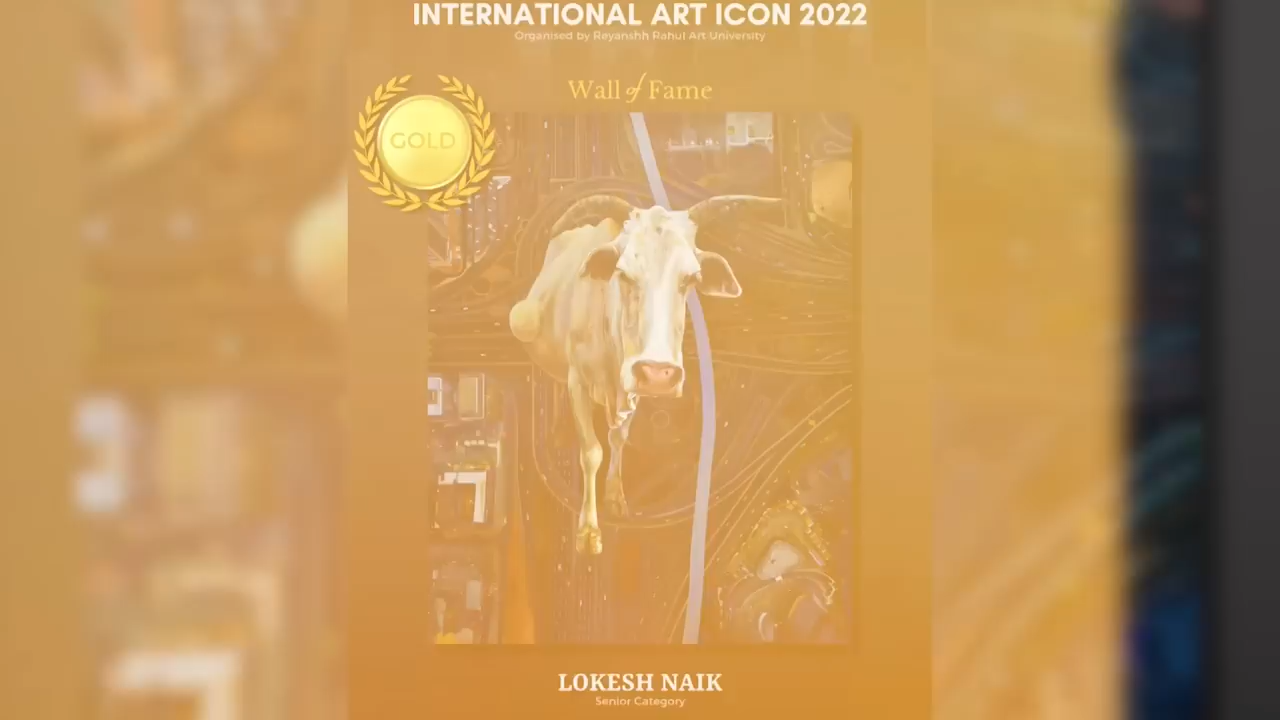 INTERNATIONAL ART ICON 2022
Organised by Reyanshh Rahul Art University
Wall of Fame
GOLD
LOKESH NAIK
Senior Category